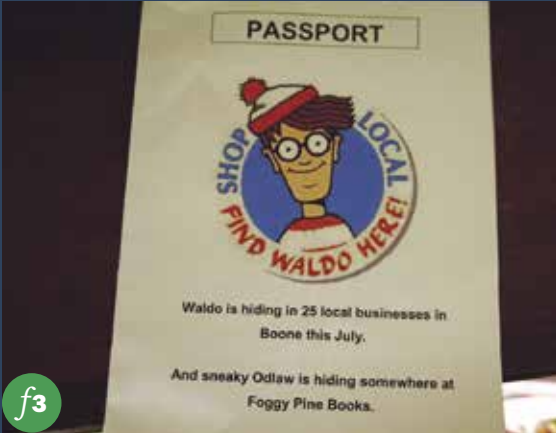 PASSPORT
SHOP LOCAL
FIND WALDO HERE!
Waldo is hiding in 25 local businesses in
Boone this July.
And sneaky Odlaw is hiding somewhere at
Foggy Pine Books.
f3